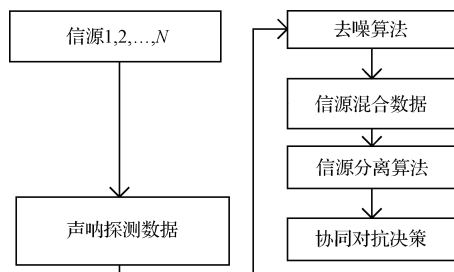 信源1,2,…,N
声呐探测数据
去噪算法
信源混合数据
信源分离算法
协同对抗决策